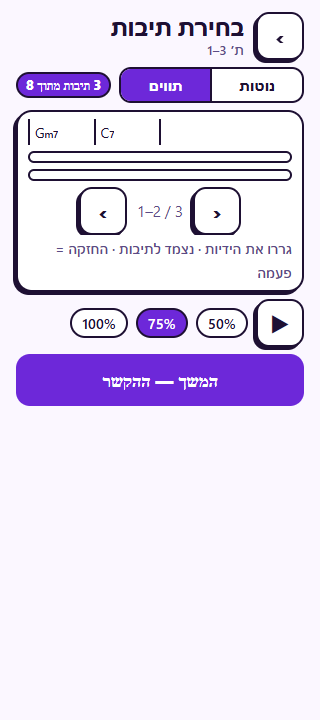 בחירת תיבות
ת׳ 1–3
נוטות
תווים
3 תיבות מתוך 8
Gm7
C7
1–2 / 3
גררו את הידיות · נצמד לתיבות · החזקה =
פעמה
50%
75%
100%
המשך — ההקשר